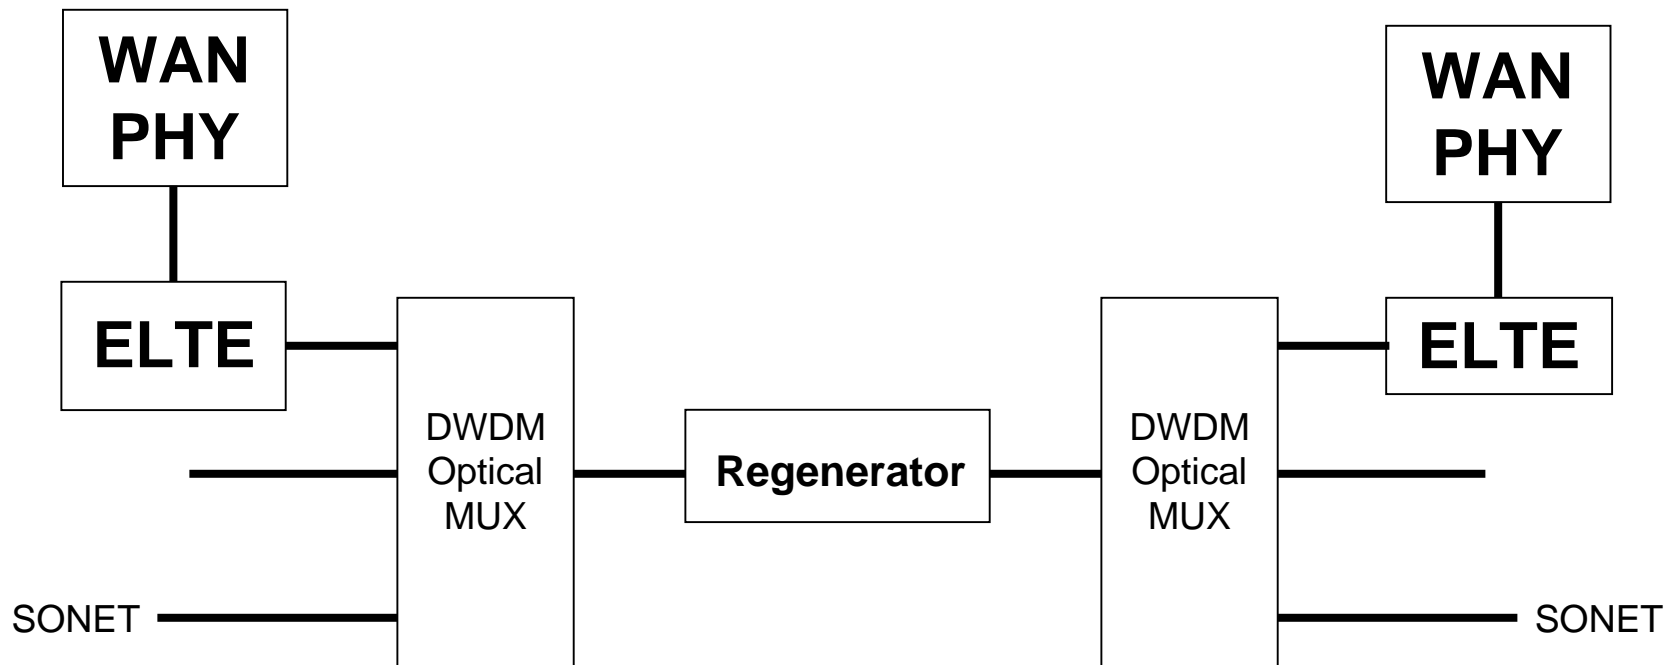 WAN
PHY
WAN
PHY
ELTE
ELTE
DWDM
Optical
MUX
Regenerator
DWDM
Optical
MUX
SONET
SONET